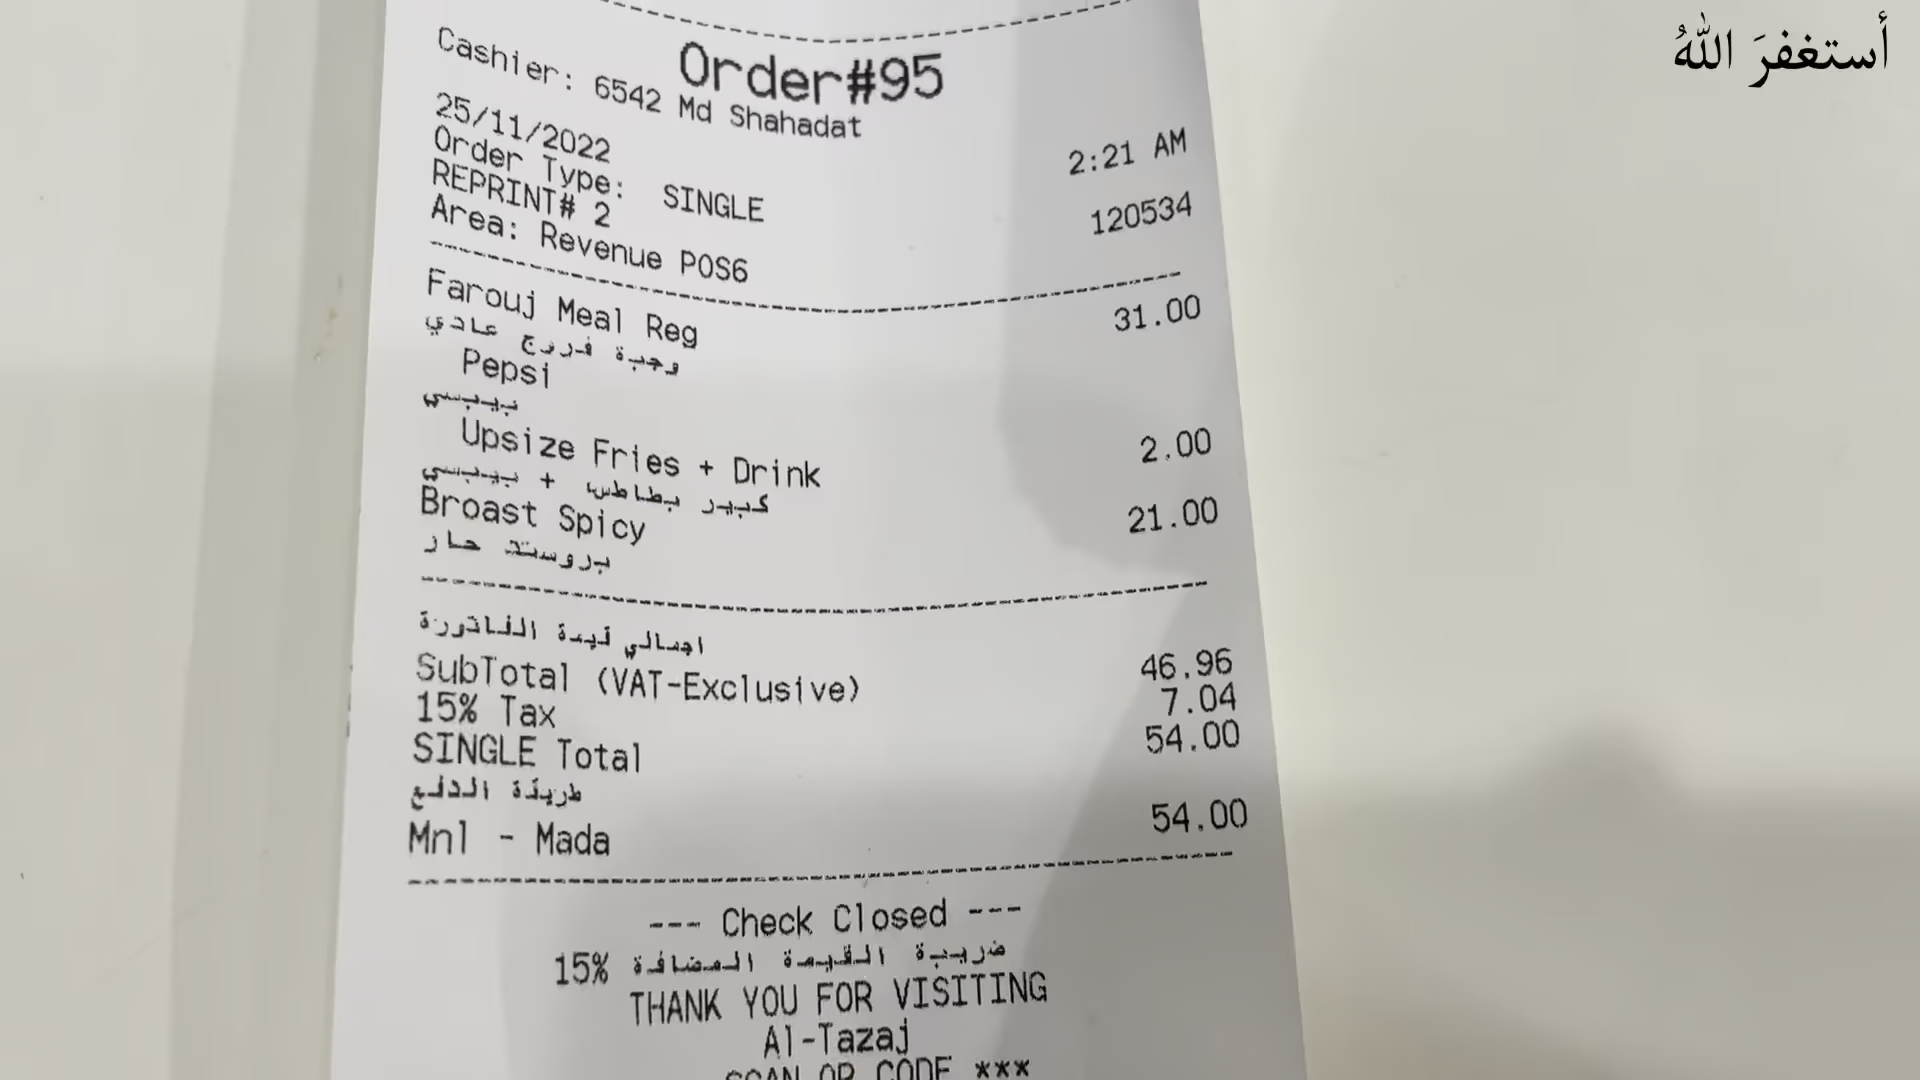 أستغفرَ اللهُ
Order#95
Cashier: 6542 Md Shahadat
25/11/2022 2:21 AM
Order Type: SINGLE
REPRINT# 2 120534
Area: Revenue POS6
Farouj Meal Reg 31.00
وجبة فروج عادي
Pepsi
بيبسي
Upsize Fries + Drink 2.00
كبير بطاطس + بيبسي
Broast Spicy 21.00
بروستد حار
اجمالي قيمة الفاتورة
SubTotal (VAT-Exclusive) 46.96
15% Tax 7.04
SINGLE Total 54.00
طريقة الدفع
Mnl - Mada 54.00
--- Check Closed ---
ضريبة القيمة المضافة 15%
THANK YOU FOR VISITING
Al-Tazaj
SCAN QR CODE ***